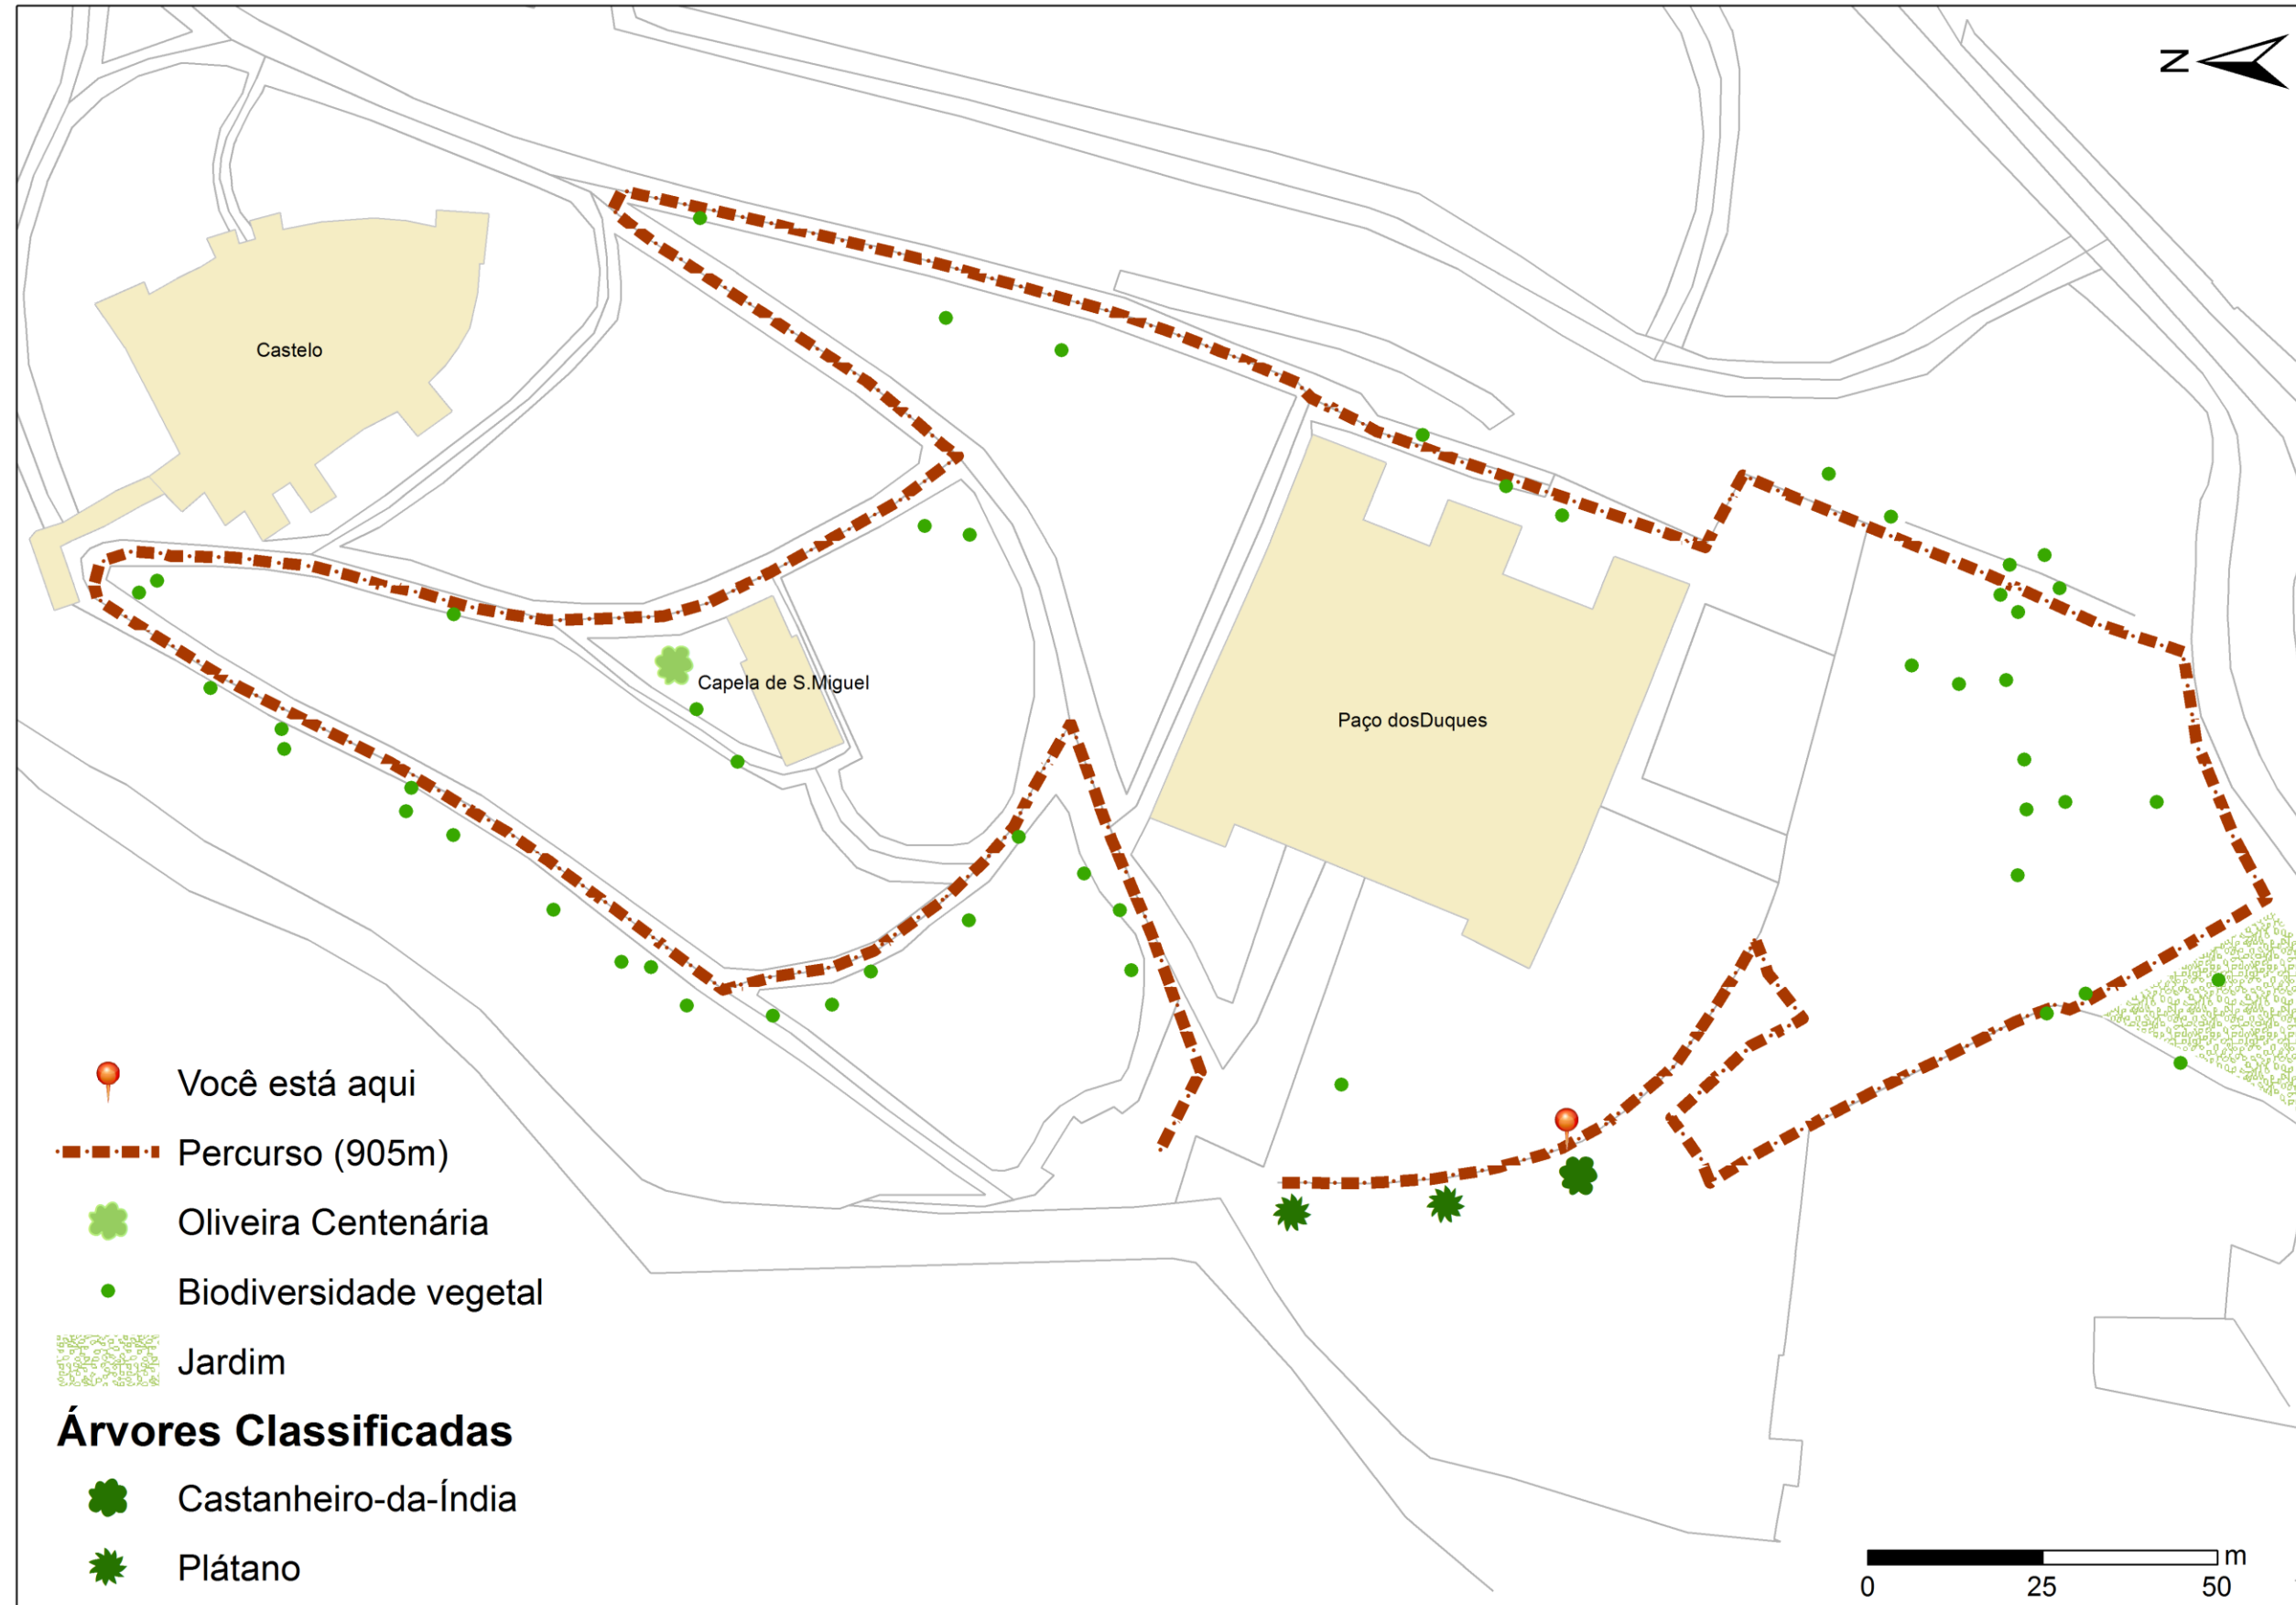 N
Castelo
Capela de S.Miguel
Paço dosDuques
Você está aqui
Percurso (905m)
Oliveira Centenária
Biodiversidade vegetal
Jardim
Árvores Classificadas
Castanheiro-da-Índia
Plátano
m
0 25 50